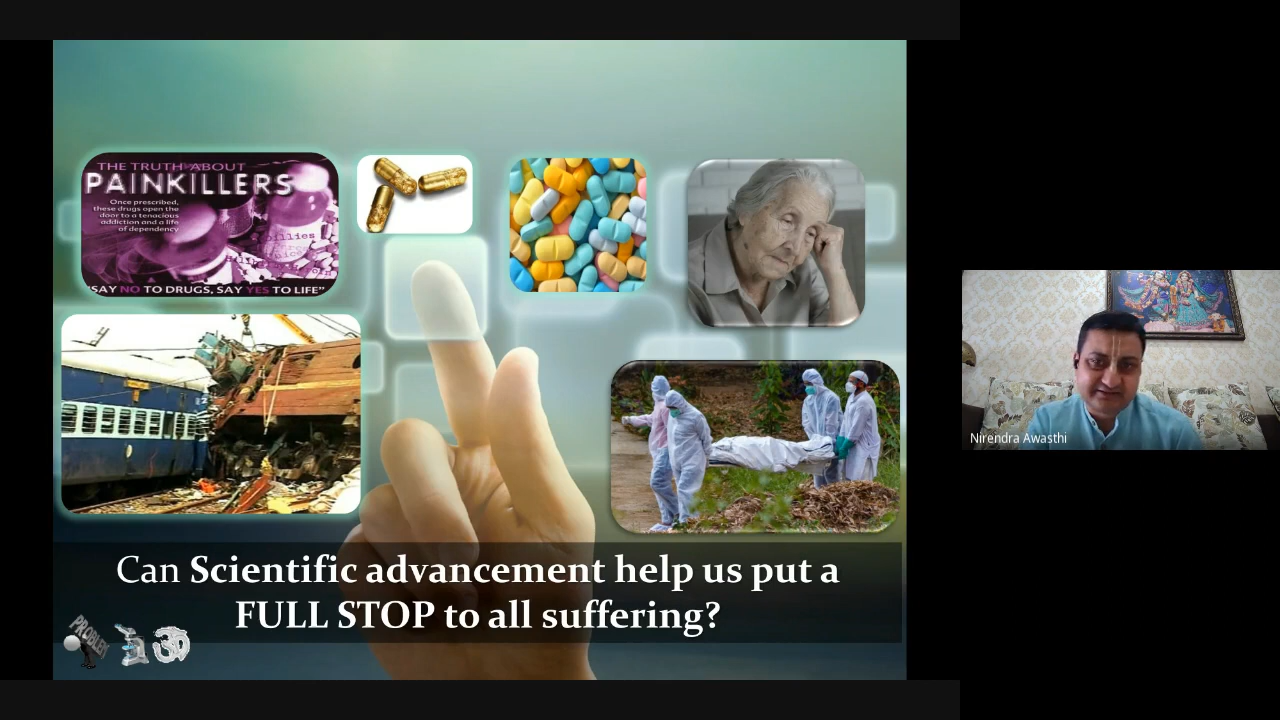 THE TRUTH ABOUT
PAINKILLERS
Once prescribed,
these drugs open the
door to a tenacious
addiction and a life
of dependency
"SAY NO TO DRUGS, SAY YES TO LIFE"
Can Scientific advancement help us put a
FULL STOP to all suffering?
PROBLEM
Nirendra Awasthi